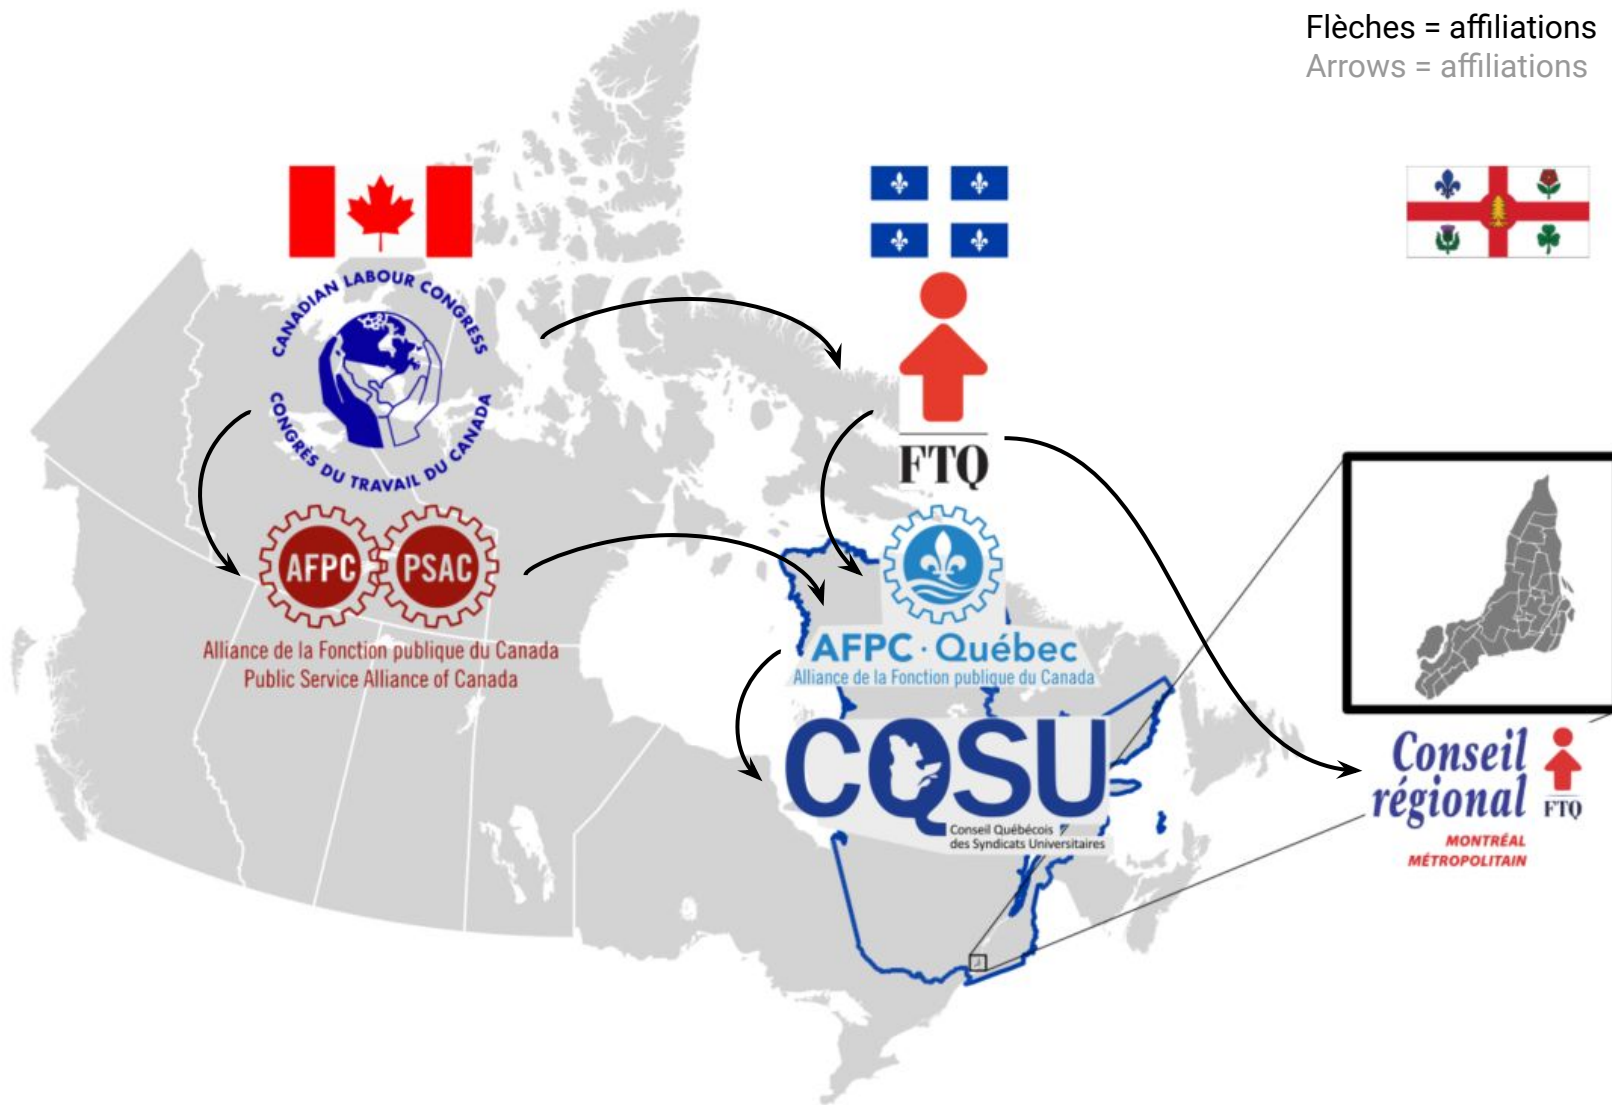 Flèches = affiliations
Arrows = affiliations
CANADIAN LABOUR CONGRESS
CONGRÈS DU TRAVAIL DU CANADA
FTQ
AFPC PSAC
Alliance de la Fonction publique du Canada
Public Service Alliance of Canada
AFPC · Québec
Alliance de la Fonction publique du Canada
CQSU
Conseil Québécois
des Syndicats Universitaires
Conseil
régional
FTQ
MONTRÉAL
MÉTROPOLITAIN